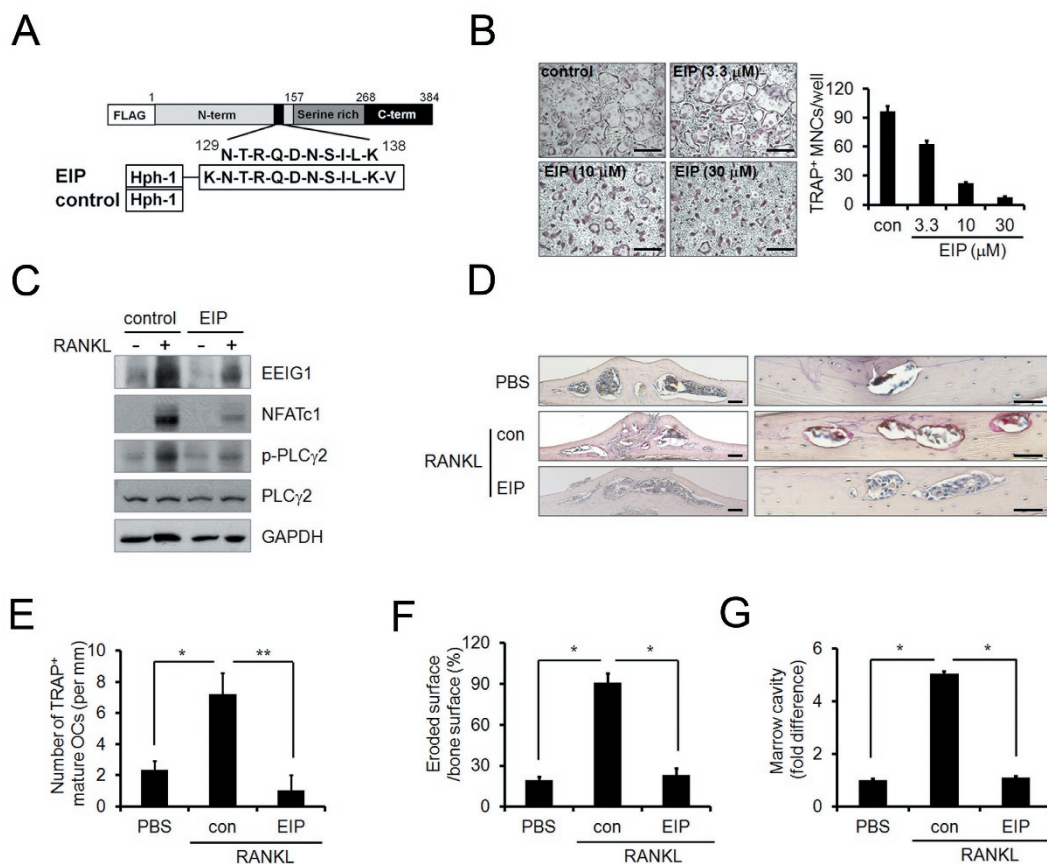 A
1 157 268 384
FLAG N-term Serine rich C-term
129 N-T-R-Q-D-N-S-I-L-K 138
EIP Hph-1 K-N-T-R-Q-D-N-S-I-L-K-V
control Hph-1
B
control EIP (3.3 μM)
EIP (10 μM) EIP (30 μM)
TRAP⁺ MNCs/well
120
90
60
30
0
con 3.3 10 30
EIP (μM)
C
control EIP
RANKL - + - +
EEIG1
NFATc1
p-PLCγ2
PLCγ2
GAPDH
D
PBS
con
RANKL
EIP
E
Number of TRAP⁺
mature OCs (per mm)
10
8
6
4
2
0
* **
PBS con EIP
RANKL
F
Eroded surface
/bone surface (%)
120
90
60
30
0
* *
PBS con EIP
RANKL
G
Marrow cavity
(fold difference)
6
4
2
0
* *
PBS con EIP
RANKL